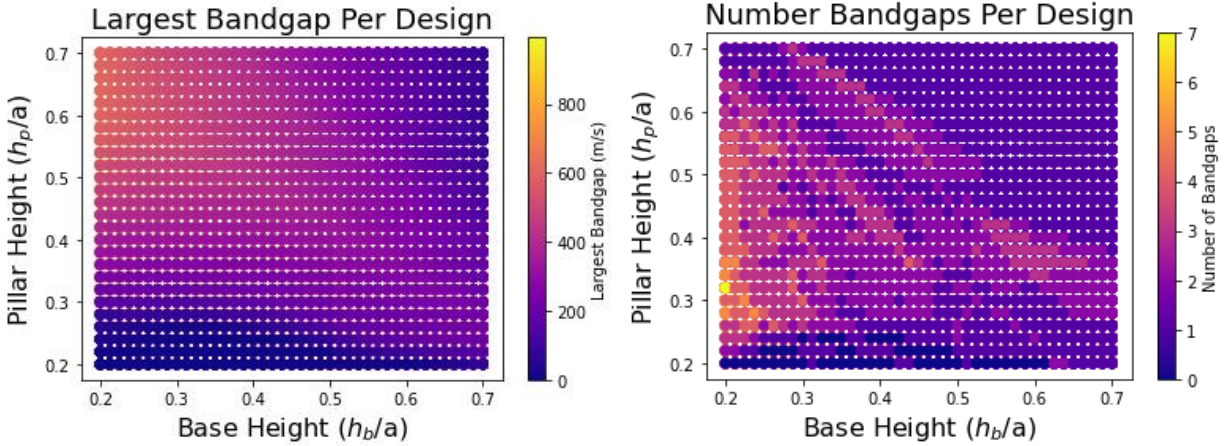 Largest Bandgap Per Design
Pillar Height (hₚ/a)
0.7
0.6
0.5
0.4
0.3
0.2
0.2 0.3 0.4 0.5 0.6 0.7
Base Height (h_b/a)
800
600
400
200
0
Largest Bandgap (m/s)
Number Bandgaps Per Design
Pillar Height (hₚ/a)
0.7
0.6
0.5
0.4
0.3
0.2
0.2 0.3 0.4 0.5 0.6 0.7
Base Height (h_b/a)
7
6
5
4
3
2
1
0
Number of Bandgaps